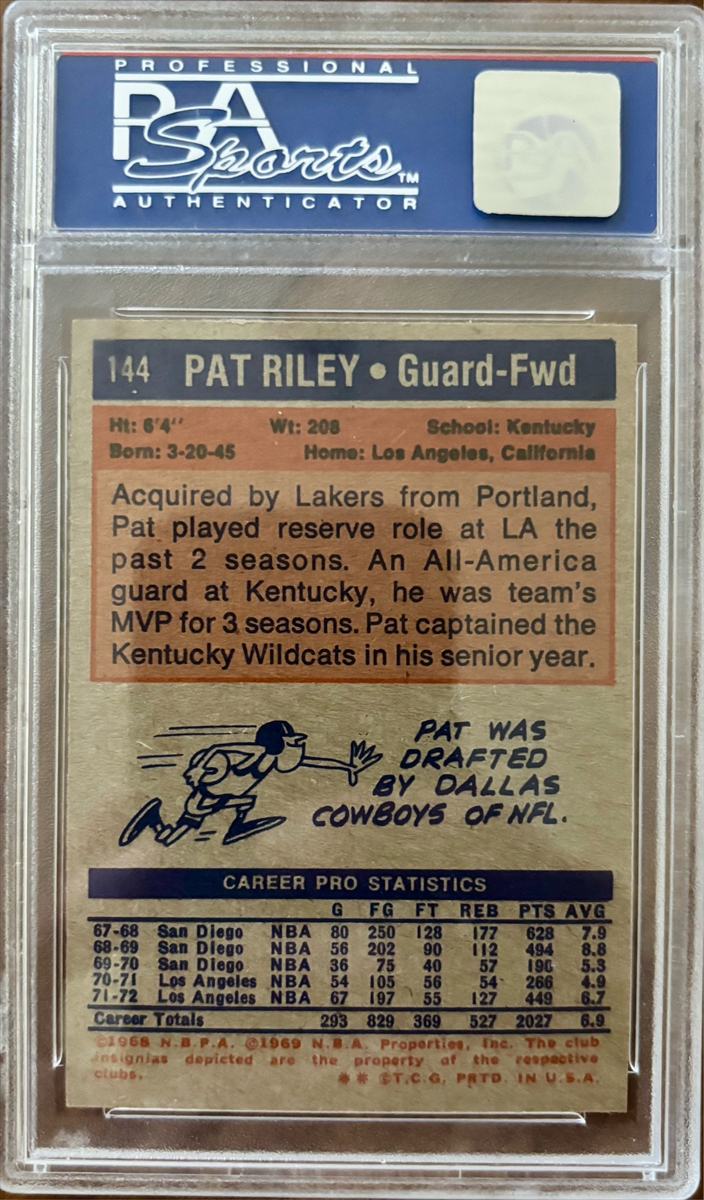 PROFESSIONAL
PSA
Sports™
AUTHENTICATOR
144 PAT RILEY • Guard-Fwd
Ht: 6'4'' Wt: 208 School: Kentucky
Born: 3-20-45 Home: Los Angeles, California
Acquired by Lakers from Portland,
Pat played reserve role at LA the
past 2 seasons. An All-America
guard at Kentucky, he was team's
MVP for 3 seasons. Pat captained the
Kentucky Wildcats in his senior year.
PAT WAS
DRAFTED
BY DALLAS
COWBOYS OF NFL.
CAREER PRO STATISTICS
G FG FT REB PTS AVG
67-68 San Diego NBA 80 250 128 177 628 7.9
68-69 San Diego NBA 56 202 90 112 494 8.8
69-70 San Diego NBA 36 75 40 57 190 5.3
70-71 Los Angeles NBA 54 105 56 54 266 4.9
71-72 Los Angeles NBA 67 197 55 127 449 6.7
Career Totals 293 829 369 527 2027 6.9
©1968 N.B.P.A. ©1969 N.B.A. Properties, Inc. The club
insignias depicted are the property of the respective
clubs. ** ©T.C.G. PRTD. IN U.S.A.